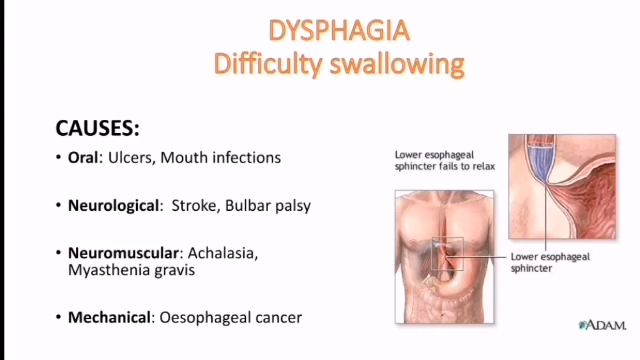 DYSPHAGIA
Difficulty swallowing
CAUSES:
• Oral: Ulcers, Mouth infections
• Neurological: Stroke, Bulbar palsy
• Neuromuscular: Achalasia,
Myasthenia gravis
• Mechanical: Oesophageal cancer
Lower esophageal
sphincter fails to relax
Lower esophageal
sphincter
ADAM.